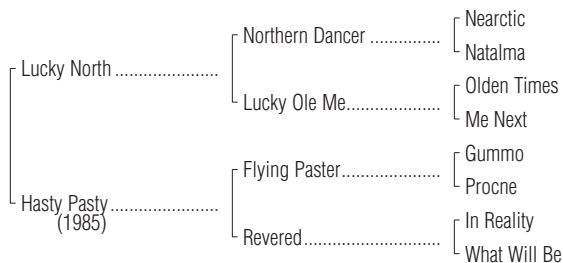 Nearctic
Northern Dancer ...............
Natalma
Lucky North ......................
Olden Times
Lucky Ole Me....................
Me Next
Gummo
Flying Paster.....................
Procne
Hasty Pasty .......................
(1985)
In Reality
Revered.............................
What Will Be